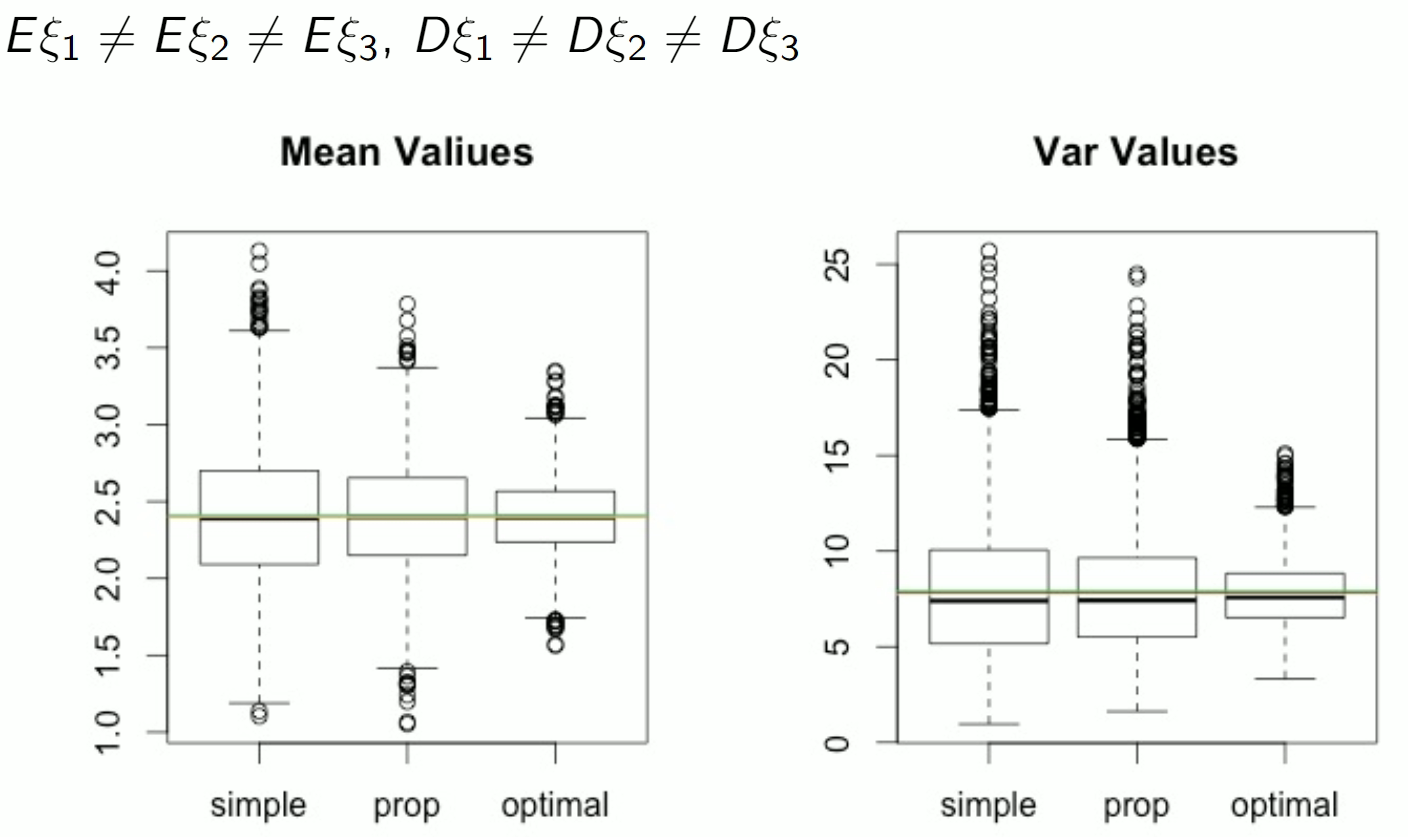 Eξ₁ ≠ Eξ₂ ≠ Eξ₃, Dξ₁ ≠ Dξ₂ ≠ Dξ₃
Mean Valiues
4.0
3.5
3.0
2.5
2.0
1.5
1.0
simple prop optimal
Var Values
25
20
15
10
5
0
simple prop optimal